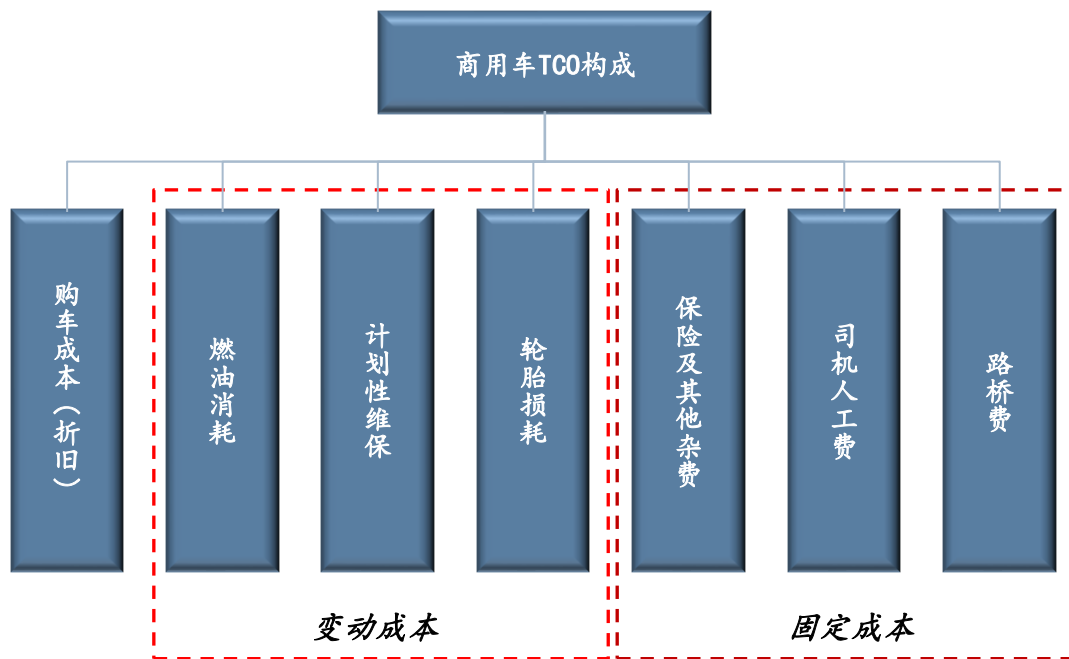 商用车TCO构成
购车成本（折旧）
燃油消耗
计划性维保
轮胎损耗
保险及其他杂费
司机人工费
路桥费
变动成本
固定成本